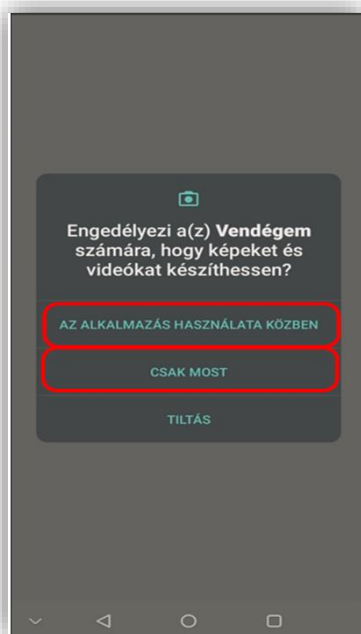 Engedélyezi a(z) Vendégem
számára, hogy képeket és
videókat készíthessen?
AZ ALKALMAZÁS HASZNÁLATA KÖZBEN
CSAK MOST
TILTÁS